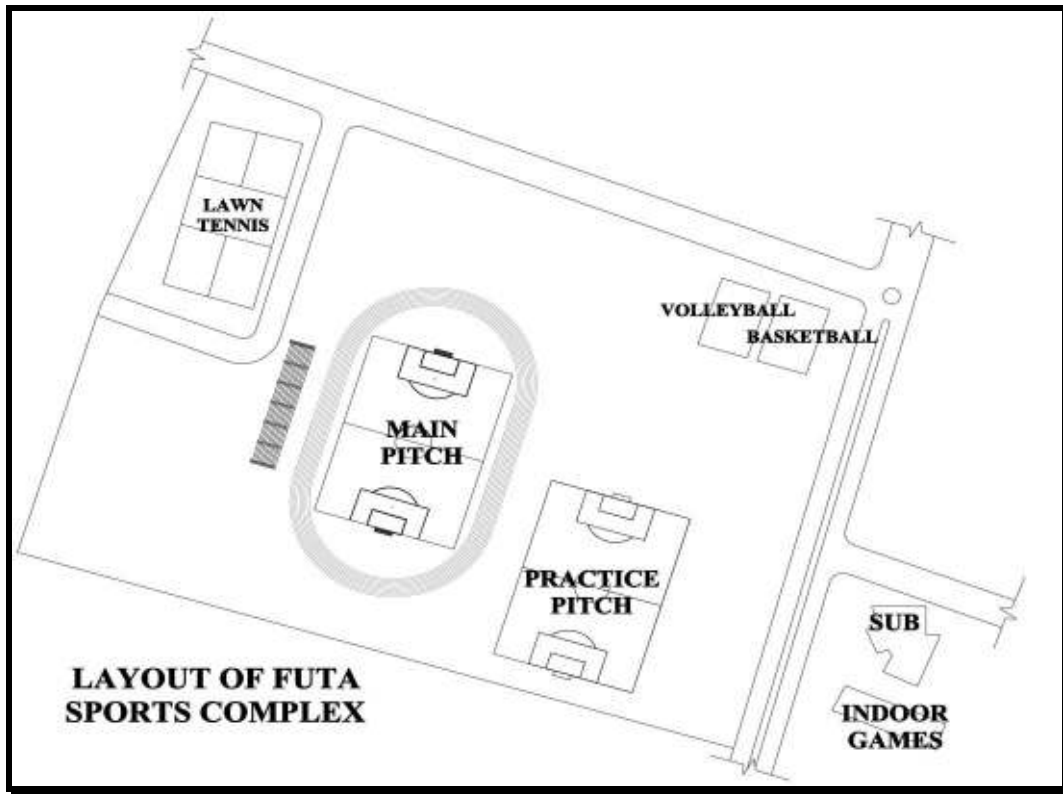 LAWN
TENNIS
VOLLEYBALL
BASKETBALL
MAIN
PITCH
PRACTICE
PITCH
SUB
INDOOR
GAMES
LAYOUT OF FUTA
SPORTS COMPLEX